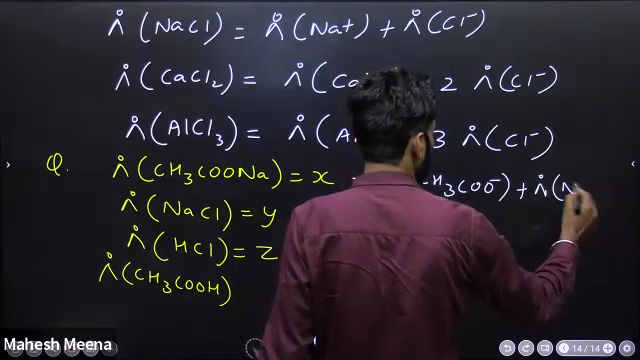 Λ̊(NaCl) = Λ̊(Na+) + Λ̊(Cl⁻)
Λ̊(CaCl₂) = Λ̊(Ca 2 Λ̊(Cl⁻)
Λ̊(AlCl₃) = Λ̊(A 3 Λ̊(Cl⁻)
Q. Λ̊(CH₃COONa) = x H₃COO⁻) + Λ̊(N
Λ̊(NaCl) = y
Λ̊(HCl) = z
Λ̊(CH₃COOH)
Mahesh Meena
14/14